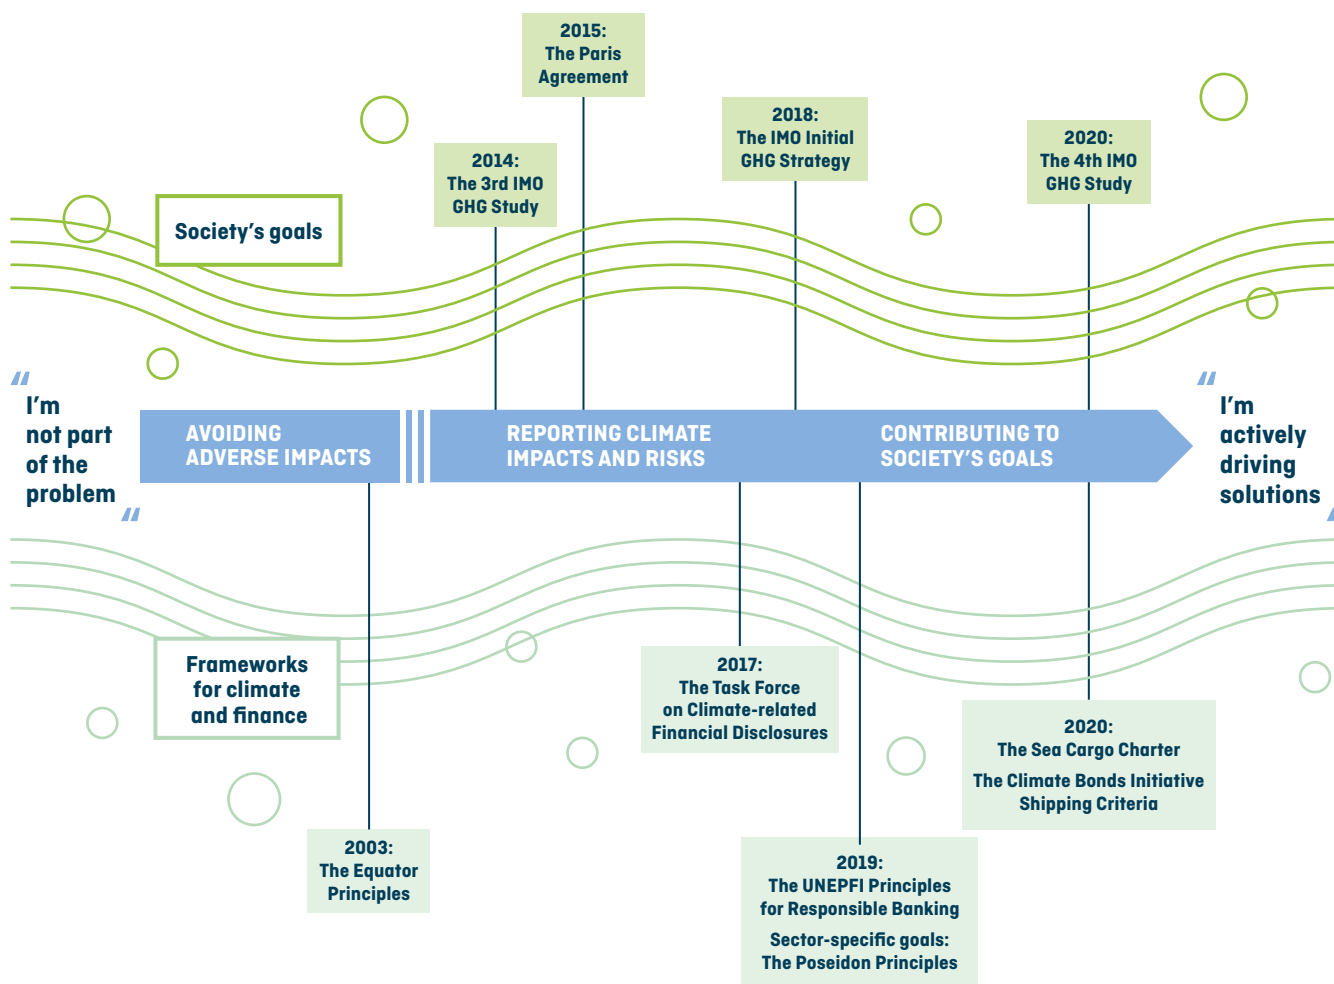 2015:
The Paris
Agreement
2018:
The IMO Initial
GHG Strategy
2020:
The 4th IMO
GHG Study
2014:
The 3rd IMO
GHG Study
Society's goals
“
I'm
not part
of the
problem
“
AVOIDING
ADVERSE IMPACTS
REPORTING CLIMATE
IMPACTS AND RISKS
CONTRIBUTING TO
SOCIETY'S GOALS
“
I'm
actively
driving
solutions
“
Frameworks
for climate
and finance
2017:
The Task Force
on Climate-related
Financial Disclosures
2020:
The Sea Cargo Charter
The Climate Bonds Initiative
Shipping Criteria
2003:
The Equator
Principles
2019:
The UNEPFI Principles
for Responsible Banking
Sector-specific goals:
The Poseidon Principles